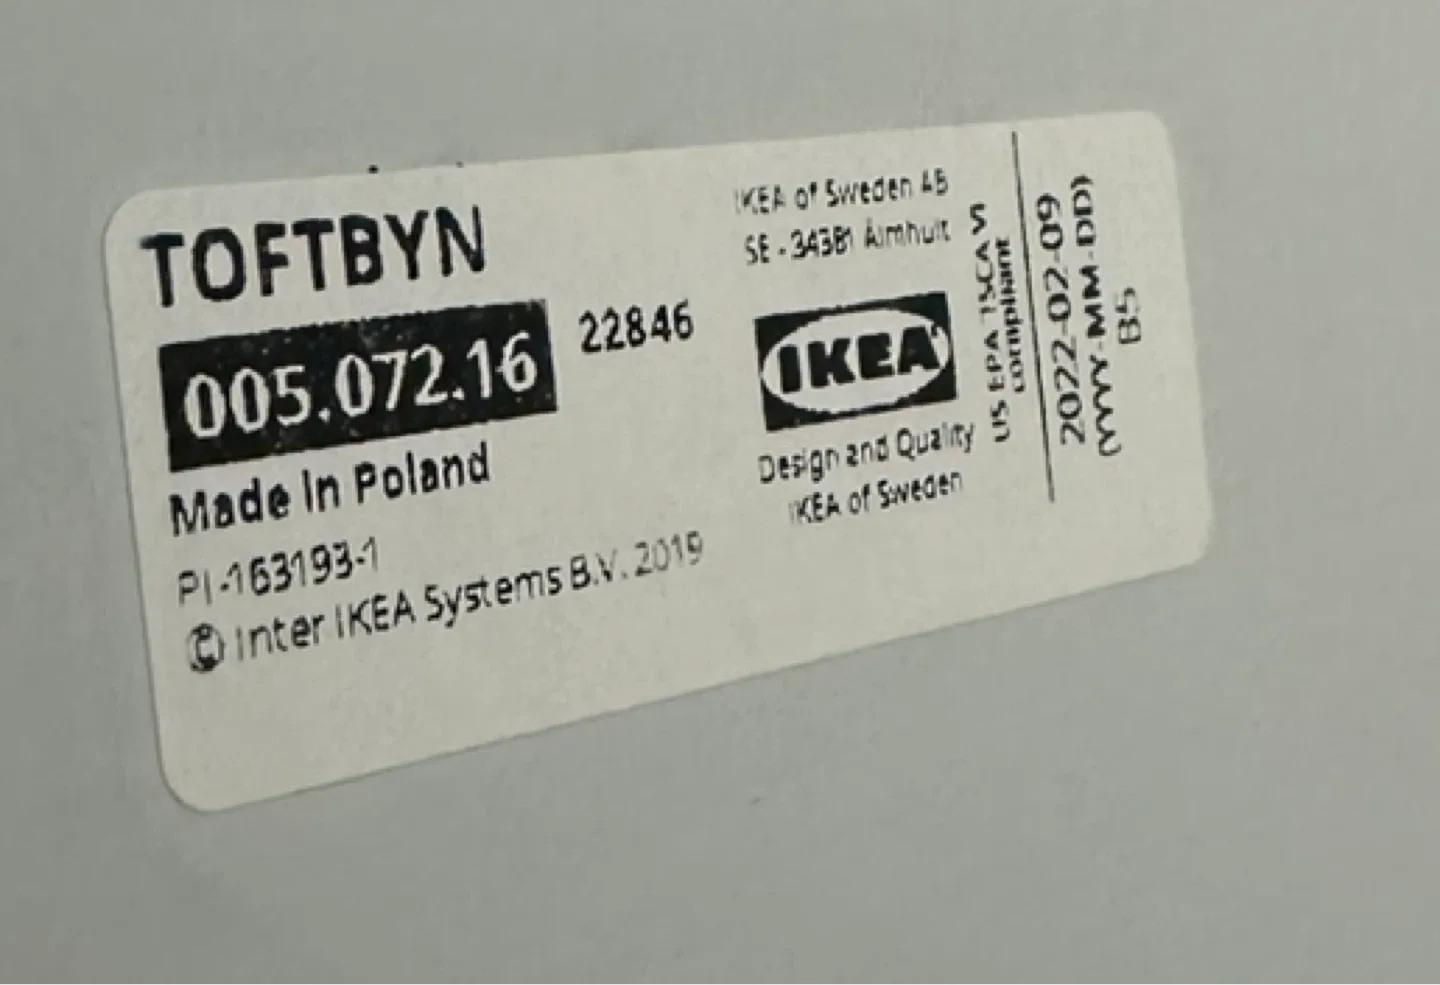 TOFTBYN
005.072.16
22846
Made in Poland
PI-163193-1
© Inter IKEA Systems B.V. 2019
IKEA of Sweden AB
SE - 34381 Älmhult
IKEA
Design and Quality
IKEA of Sweden
US EPA TSCA VI
compliant
2022-02-09
(YYYY-MM-DD)
B5